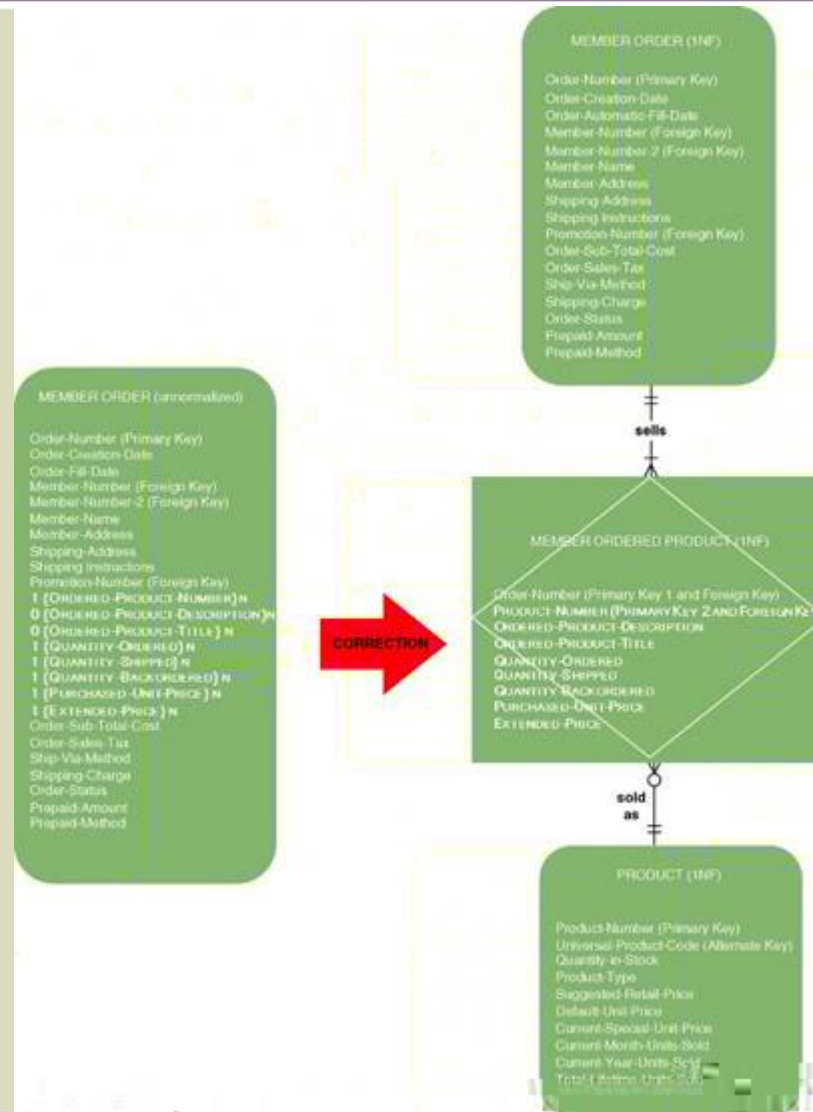 MEMBER ORDER (1NF)
Order-Number (Primary Key)
Order-Creation-Date
Order-Automatic-Fill-Date
Member-Number (Foreign Key)
Member-Number-2 (Foreign Key)
Member-Name
Member-Address
Shipping-Address
Shipping Instructions
Promotion-Number (Foreign Key)
Order-Sub-Total-Cost
Order-Sales-Tax
Ship-Via-Method
Shipping-Charge
Order-Status
Prepaid-Amount
Prepaid-Method
sells
MEMBER ORDER (unnormalized)
Order-Number (Primary Key)
Order-Creation-Date
Order-Fill-Date
Member-Number (Foreign Key)
Member-Number-2 (Foreign Key)
Member-Name
Member-Address
Shipping-Address
Shipping Instructions
Promotion-Number (Foreign Key)
1 {ORDERED-PRODUCT-NUMBER} N
0 {ORDERED-PRODUCT-DESCRIPTION} N
0 {ORDERED-PRODUCT-TITLE} N
1 {QUANTITY-ORDERED} N
1 {QUANTITY-SHIPPED} N
1 {QUANTITY-BACKORDERED} N
1 {PURCHASED-UNIT-PRICE} N
1 {EXTENDED-PRICE} N
Order-Sub-Total-Cost
Order-Sales-Tax
Ship-Via-Method
Shipping-Charge
Order-Status
Prepaid-Amount
Prepaid-Method
CORRECTION
MEMBER ORDERED PRODUCT (1NF)
Order-Number (Primary Key 1 and Foreign Key)
PRODUCT-NUMBER (PRIMARY KEY 2 AND FOREIGN KE
ORDERED-PRODUCT-DESCRIPTION
ORDERED-PRODUCT-TITLE
QUANTITY-ORDERED
QUANTITY-SHIPPED
QUANTITY-BACKORDERED
PURCHASED-UNIT-PRICE
EXTENDED-PRICE
sold
as
PRODUCT (1NF)
Product-Number (Primary Key)
Universal-Product-Code (Alternate Key)
Quantity-in-Stock
Product-Type
Suggested-Retail-Price
Default-Unit-Price
Current-Special-Unit-Price
Current-Month-Units-Sold
Current-Year-Units-Sold
Total-Lifetime-Units-Sold